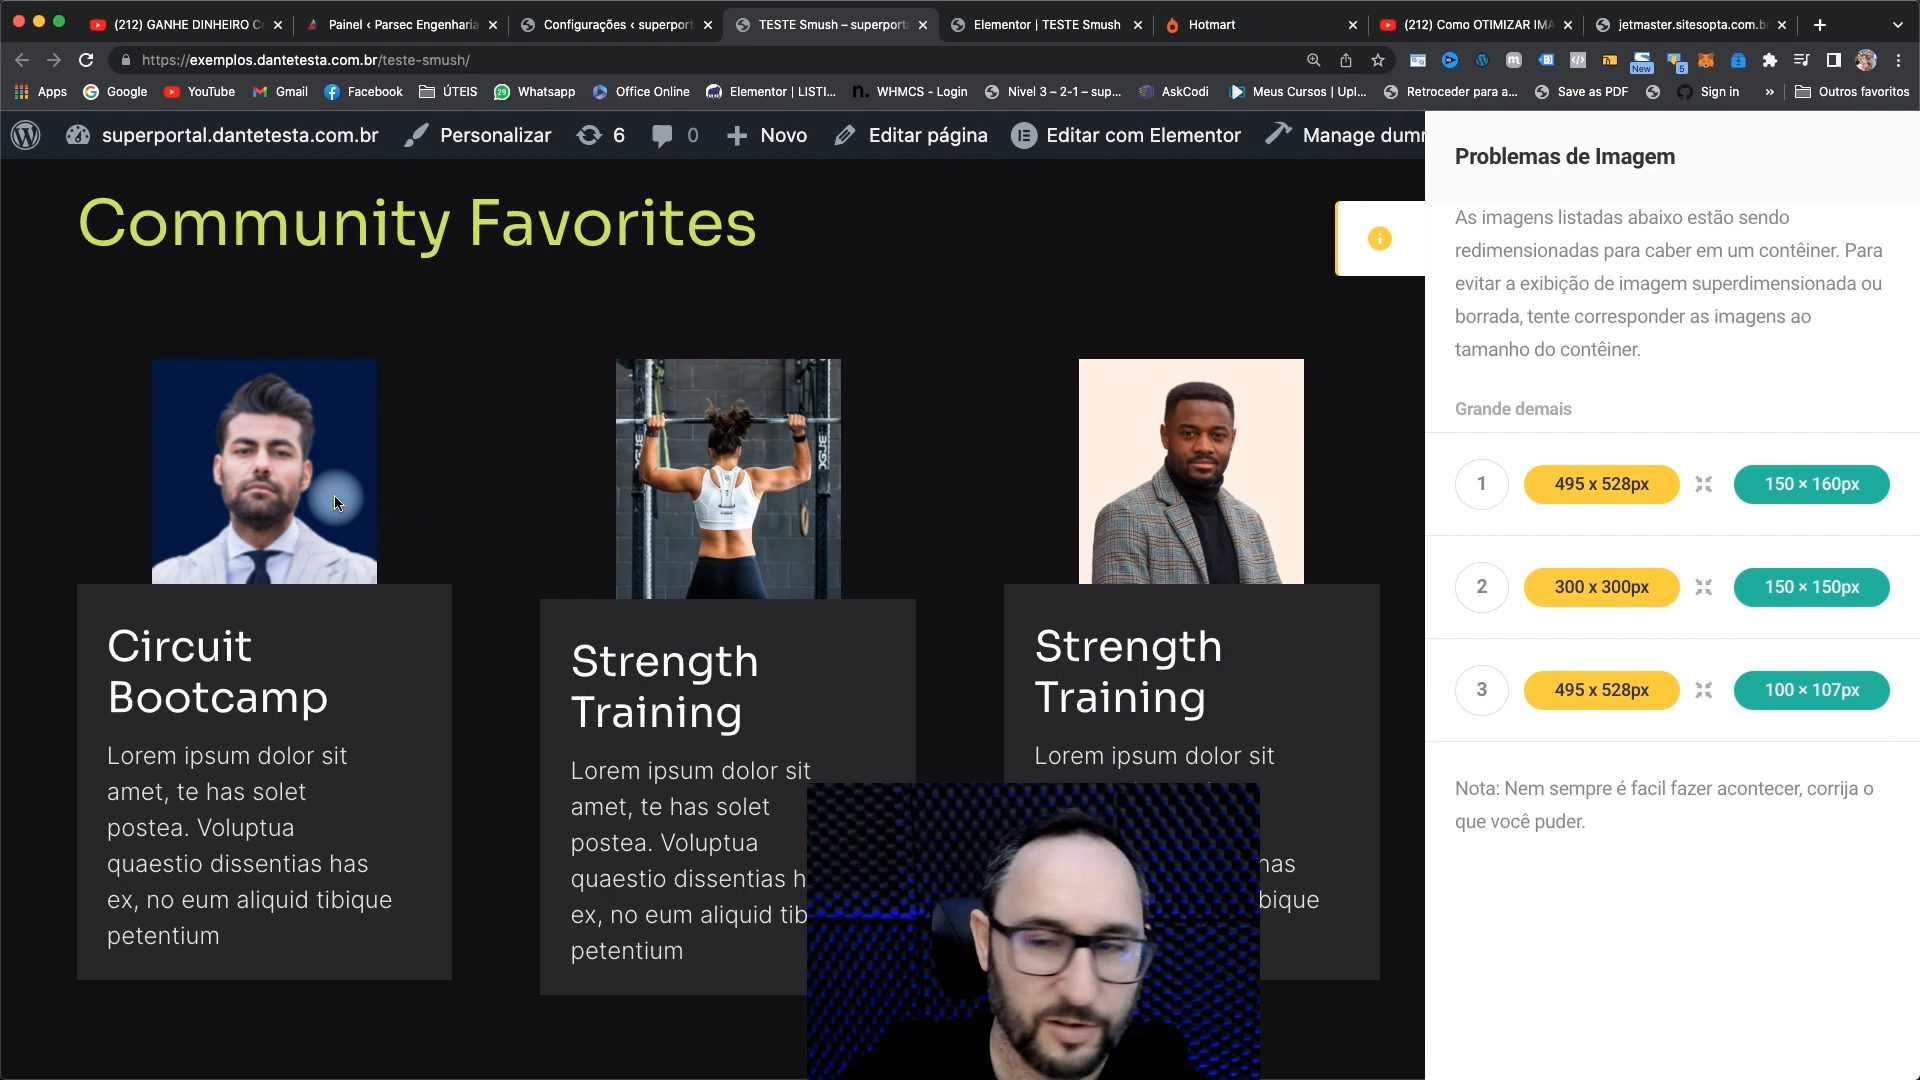 (212) GANHE DINHEIRO C
Painel ‹ Parsec Engenharia
Configurações ‹ superport
TESTE Smush – superporta
Elementor | TESTE Smush
Hotmart
(212) Como OTIMIZAR IMA
jetmaster.sitesopta.com.b
https://exemplos.dantetesta.com.br/teste-smush/
New
5
Apps
Google
YouTube
Gmail
Facebook
ÚTEIS
29
Whatsapp
Office Online
Elementor | LISTI...
n.
WHMCS - Login
Nivel 3 – 2-1 – sup...
AskCodi
Meus Cursos | Upl...
Retroceder para a...
Save as PDF
Sign in
»
Outros favoritos
superportal.dantetesta.com.br
Personalizar
6
0
Novo
Editar página
Editar com Elementor
Manage dumm
Problemas de Imagem
As imagens listadas abaixo estão sendo
redimensionadas para caber em um contêiner. Para
evitar a exibição de imagem superdimensionada ou
borrada, tente corresponder as imagens ao
tamanho do contêiner.
Grande demais
1 495 x 528px 150 × 160px
2 300 x 300px 150 × 150px
3 495 x 528px 100 × 107px
Nota: Nem sempre é facil fazer acontecer, corrija o
que você puder.
Community Favorites
Circuit
Bootcamp
Lorem ipsum dolor sit
amet, te has solet
postea. Voluptua
quaestio dissentias has
ex, no eum aliquid tibique
petentium
Strength
Training
Lorem ipsum dolor sit
amet, te has solet
postea. Voluptua
quaestio dissentias h
ex, no eum aliquid tib
petentium
Strength
Training
Lorem ipsum dolor sit
has
bique